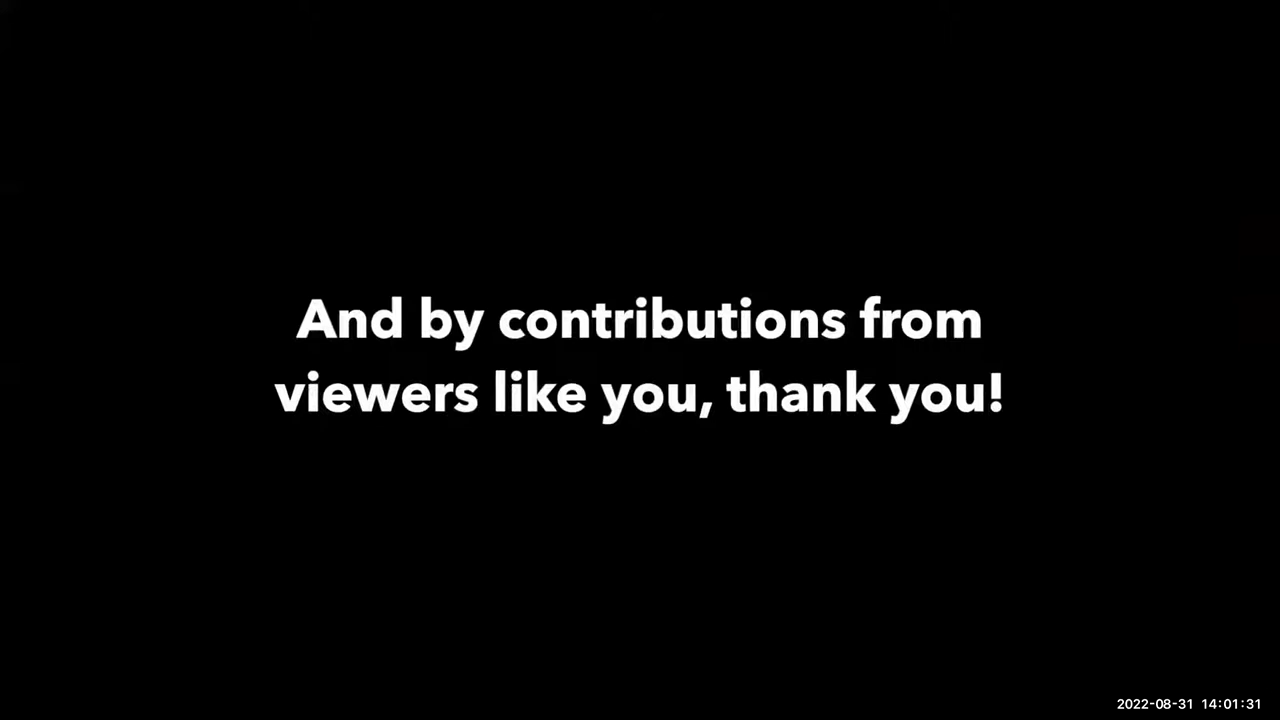 And by contributions from
viewers like you, thank you!
2022-08-31 14:01:31